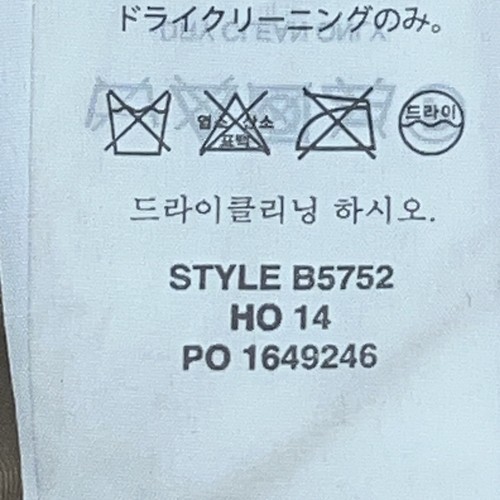 ドライクリーニングのみ。
염소 산소
표백
드라이
드라이클리닝 하시오.
STYLE B5752
HO 14
PO 1649246